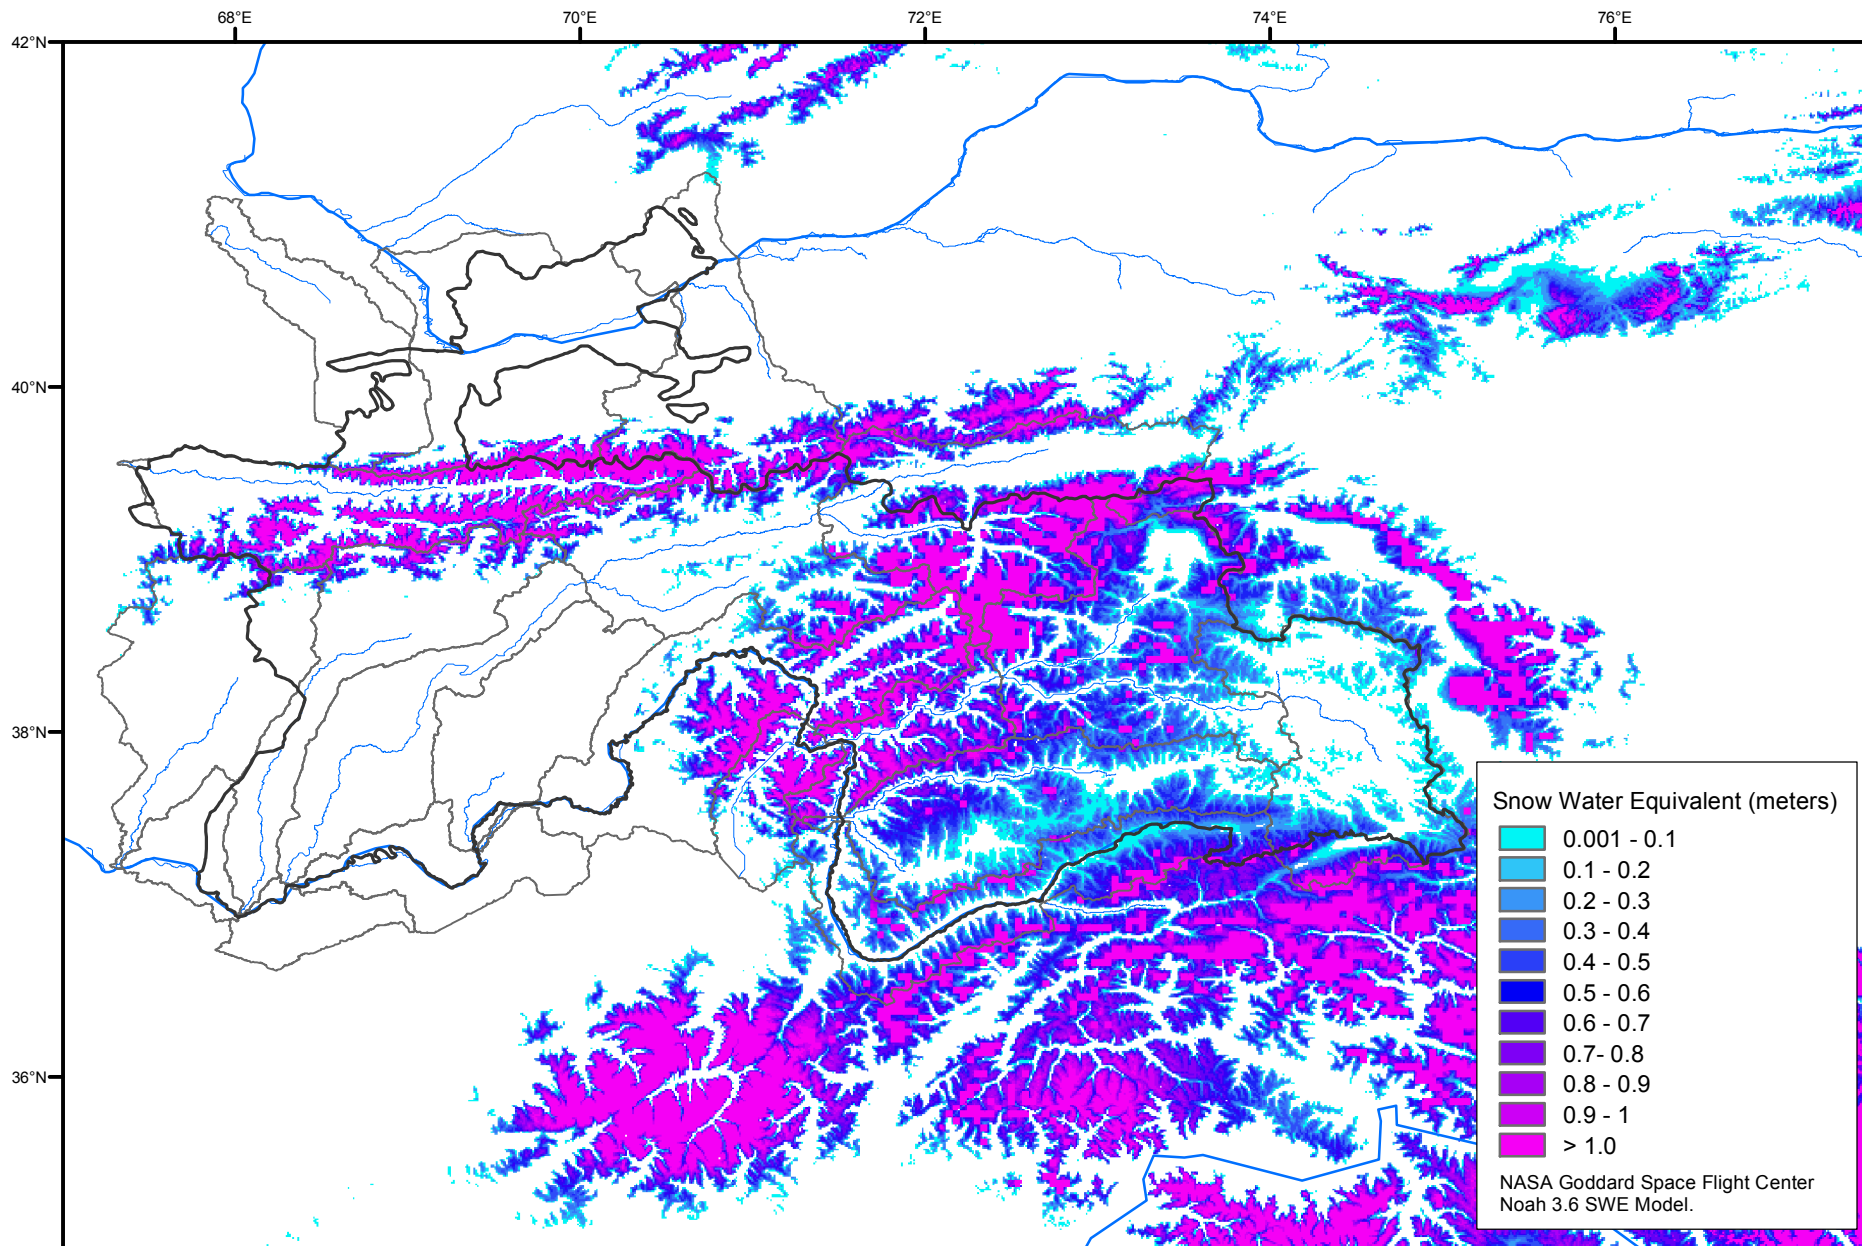 68°E
70°E
72°E
74°E
76°E
42°N
40°N
38°N
36°N
Snow Water Equivalent (meters)
0.001 - 0.1
0.1 - 0.2
0.2 - 0.3
0.3 - 0.4
0.4 - 0.5
0.5 - 0.6
0.6 - 0.7
0.7- 0.8
0.8 - 0.9
0.9 - 1
> 1.0
NASA Goddard Space Flight Center
Noah 3.6 SWE Model.